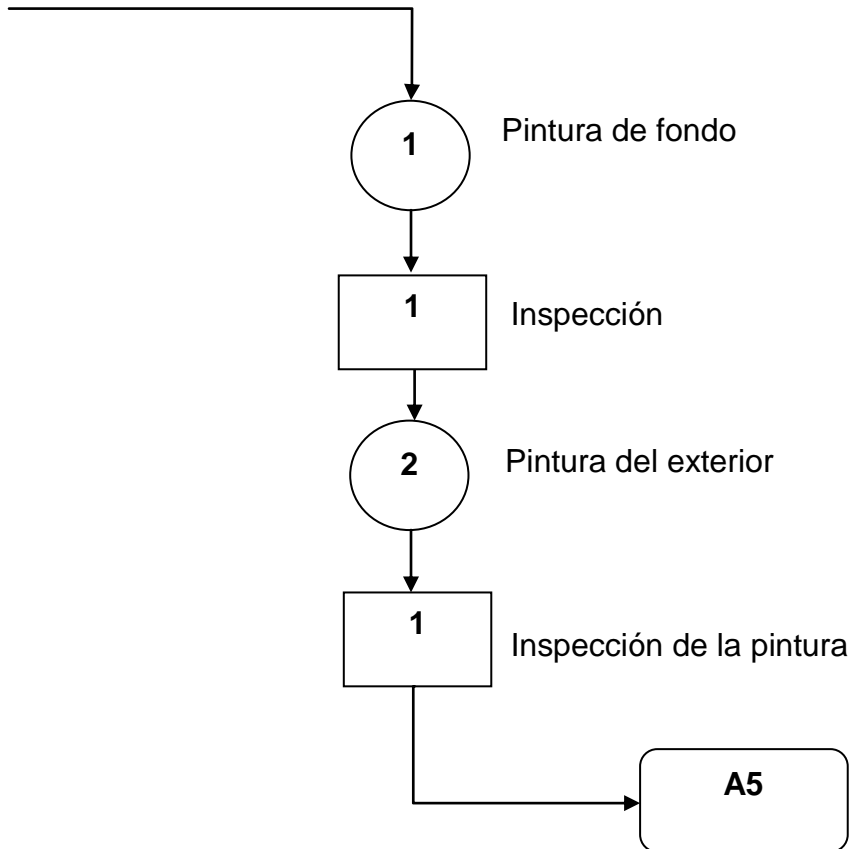 1
Pintura de fondo
1
Inspección
2
Pintura del exterior
1
Inspección de la pintura
A5